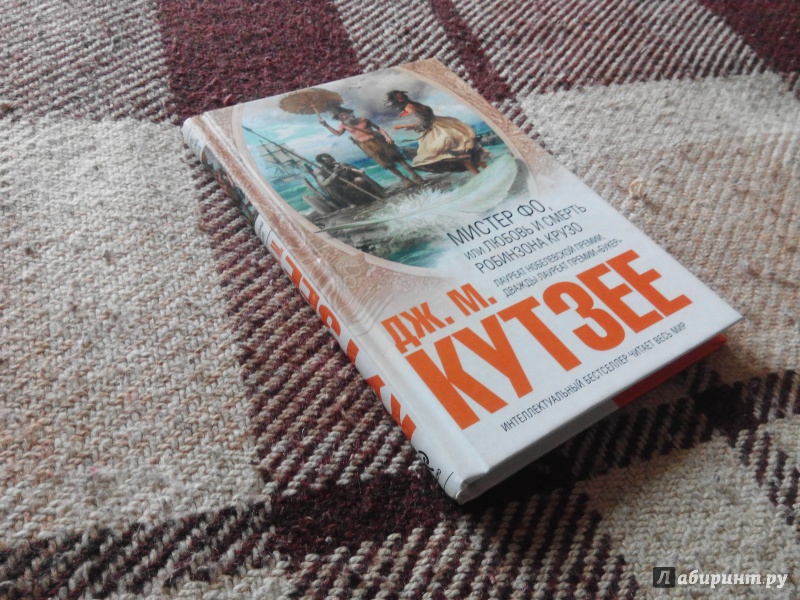 МИСТЕР ФО,
ИЛИ ЛЮБОВЬ И СМЕРТЬ
РОБИНЗОНА КРУЗО
ЛАУРЕАТ НОБЕЛЕВСКОЙ ПРЕМИИ,
ДВАЖДЫ ЛАУРЕАТ ПРЕМИИ «БУКЕР»
ДЖ. М.
КУТЗЕЕ
ИНТЕЛЛЕКТУАЛЬНЫЙ БЕСТСЕЛЛЕР-ЧИТАЕТ ВЕСЬ МИР
Лабиринт.ру